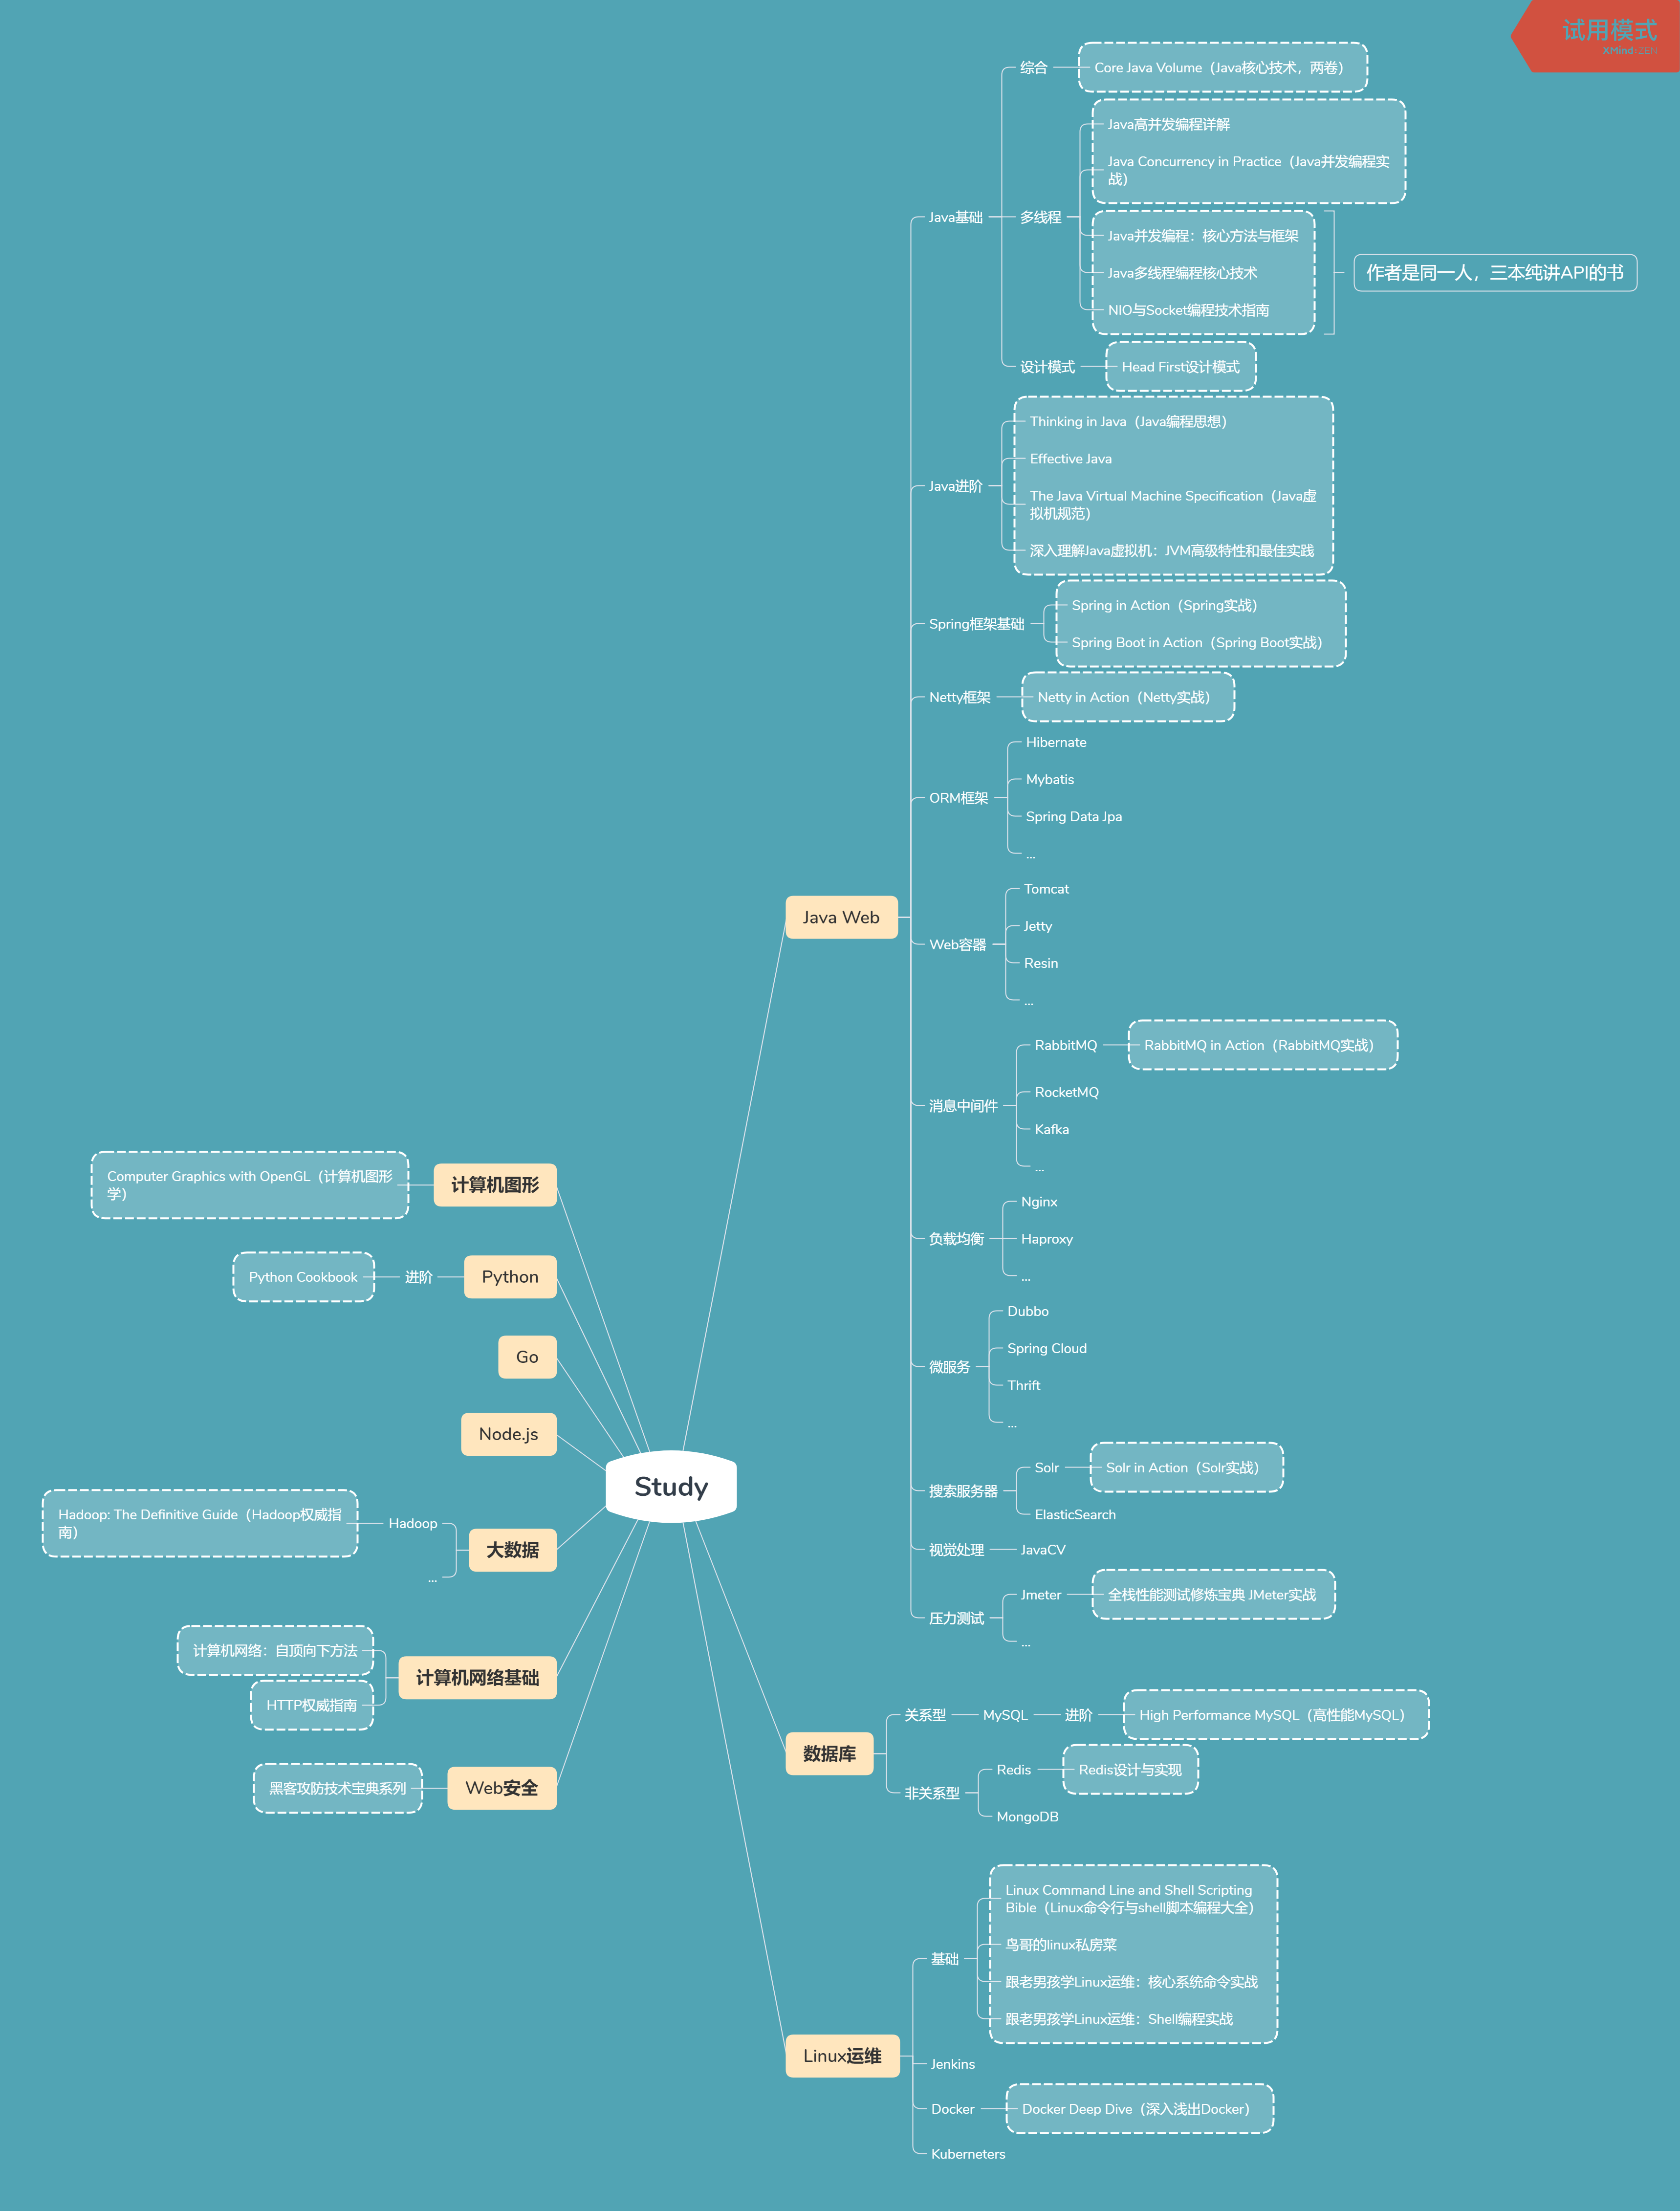 试用模式
XMind:ZEN
Study
Java Web
Java基础
综合
Core Java Volume（Java核心技术，两卷）
多线程
Java高并发编程详解
Java Concurrency in Practice（Java并发编程实
战）
Java并发编程：核心方法与框架
Java多线程编程核心技术
NIO与Socket编程技术指南
作者是同一人，三本纯讲API的书
设计模式
Head First设计模式
Java进阶
Thinking in Java（Java编程思想）
Effective Java
The Java Virtual Machine Specification（Java虚
拟机规范）
深入理解Java虚拟机：JVM高级特性和最佳实践
Spring框架基础
Spring in Action（Spring实战）
Spring Boot in Action（Spring Boot实战）
Netty框架
Netty in Action（Netty实战）
ORM框架
Hibernate
Mybatis
Spring Data Jpa
...
Web容器
Tomcat
Jetty
Resin
...
消息中间件
RabbitMQ
RabbitMQ in Action（RabbitMQ实战）
RocketMQ
Kafka
...
负载均衡
Nginx
Haproxy
...
微服务
Dubbo
Spring Cloud
Thrift
...
搜索服务器
Solr
Solr in Action（Solr实战）
ElasticSearch
视觉处理
JavaCV
压力测试
Jmeter
全栈性能测试修炼宝典 JMeter实战
...
数据库
关系型
MySQL
进阶
High Performance MySQL（高性能MySQL）
非关系型
Redis
Redis设计与实现
MongoDB
Linux运维
基础
Linux Command Line and Shell Scripting
Bible（Linux命令行与shell脚本编程大全）
鸟哥的linux私房菜
跟老男孩学Linux运维：核心系统命令实战
跟老男孩学Linux运维：Shell编程实战
Jenkins
Docker
Docker Deep Dive（深入浅出Docker）
Kuberneters
计算机图形
Computer Graphics with OpenGL（计算机图形
学）
Python
进阶
Python Cookbook
Go
Node.js
大数据
Hadoop
Hadoop: The Definitive Guide（Hadoop权威指
南）
...
计算机网络基础
计算机网络：自顶向下方法
HTTP权威指南
Web安全
黑客攻防技术宝典系列